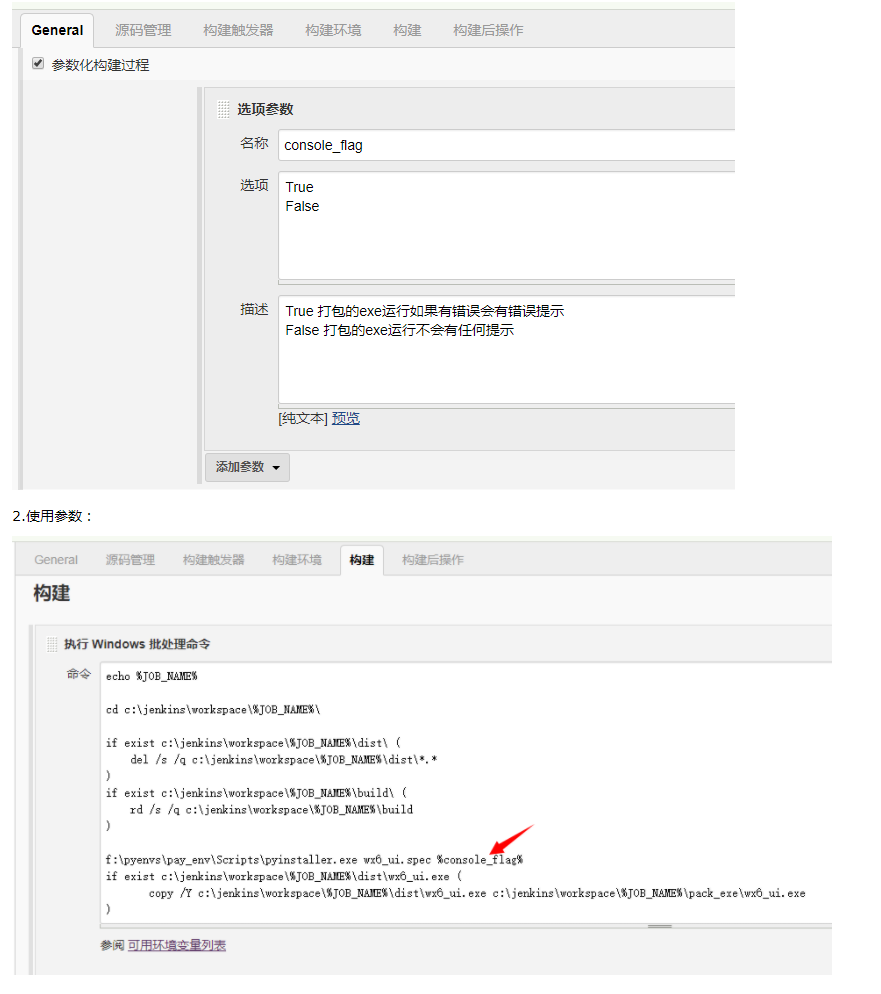 General 源码管理 构建触发器 构建环境 构建 构建后操作
参数化构建过程
选项参数
名称 console_flag
选项 True
False
描述 True 打包的exe运行如果有错误会有错误提示
False 打包的exe运行不会有任何提示
[纯文本] 预览
添加参数
2.使用参数：
General 源码管理 构建触发器 构建环境 构建 构建后操作
构建
执行 Windows 批处理命令
命令 echo %JOB_NAME%
cd c:\jenkins\workspace\%JOB_NAME%\
if exist c:\jenkins\workspace\%JOB_NAME%\dist\ (
del /s /q c:\jenkins\workspace\%JOB_NAME%\dist\*.*
)
if exist c:\jenkins\workspace\%JOB_NAME%\build\ (
rd /s /q c:\jenkins\workspace\%JOB_NAME%\build
)
f:\pyenvs\pay_env\Scripts\pyinstaller.exe wx6_ui.spec %console_flag%
if exist c:\jenkins\workspace\%JOB_NAME%\dist\wx6_ui.exe (
copy /Y c:\jenkins\workspace\%JOB_NAME%\dist\wx6_ui.exe c:\jenkins\workspace\%JOB_NAME%\pack_exe\wx6_ui.exe
)
参阅 可用环境变量列表